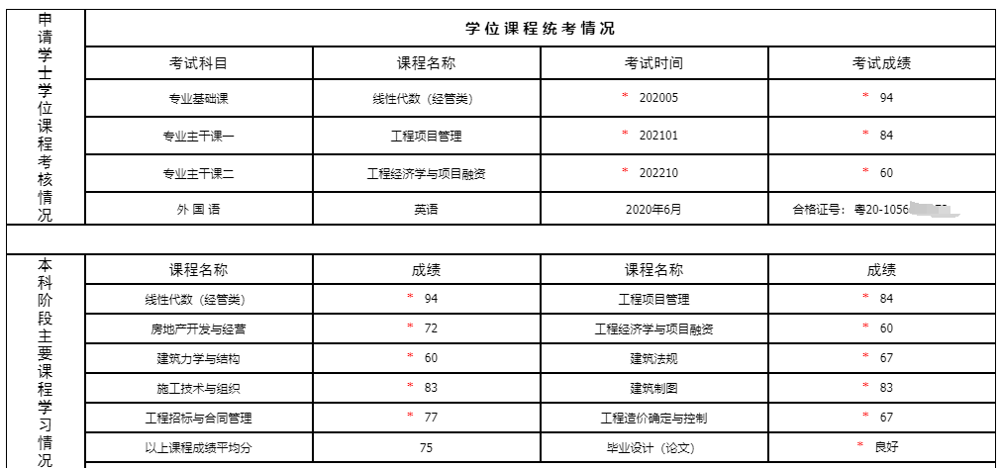 申请学士学位课程考核情况
学位课程统考情况
考试科目 课程名称 考试时间 考试成绩
专业基础课 线性代数（经管类） * 202005 * 94
专业主干课一 工程项目管理 * 202101 * 84
专业主干课二 工程经济学与项目融资 * 202210 * 60
外 国 语 英语 2020年6月 合格证号：粤20-1056
本科阶段主要课程学习情况
课程名称 成绩 课程名称 成绩
线性代数（经管类） * 94 工程项目管理 * 84
房地产开发与经营 * 72 工程经济学与项目融资 * 60
建筑力学与结构 * 60 建筑法规 * 67
施工技术与组织 * 83 建筑制图 * 83
工程招标与合同管理 * 77 工程造价确定与控制 * 67
以上课程成绩平均分 75 毕业设计（论文） * 良好